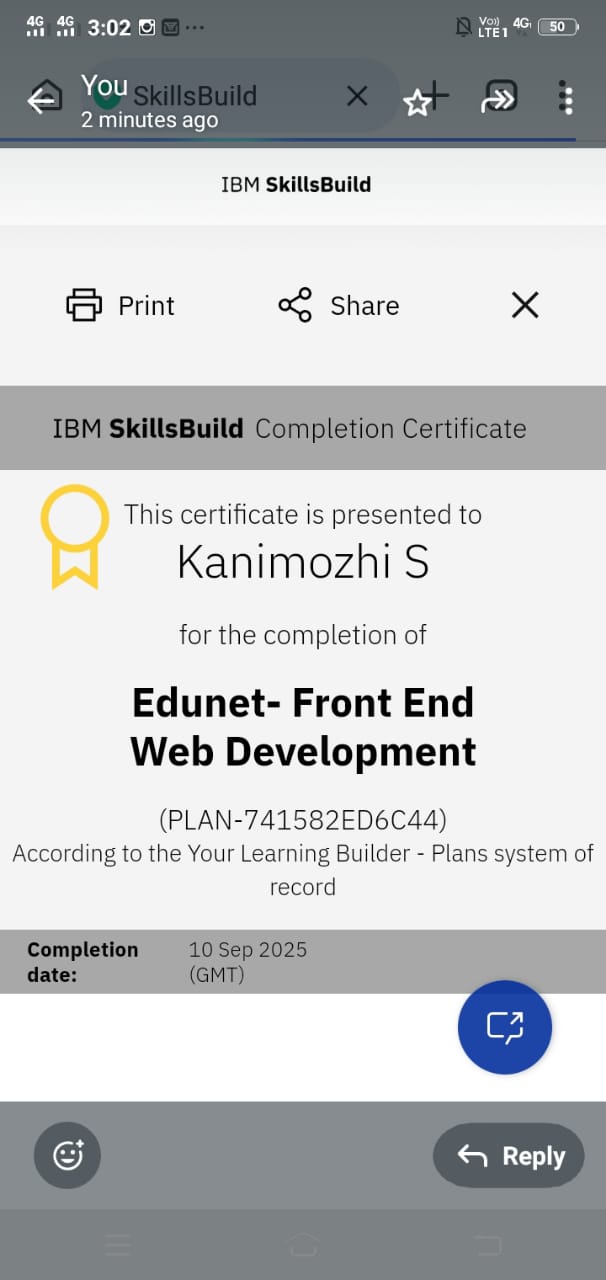 4G 4G 3:02 ... Vo)) LTE1 4G 50
You
SkillsBuild
2 minutes ago
IBM SkillsBuild
Print Share
IBM SkillsBuild Completion Certificate
This certificate is presented to
Kanimozhi S
for the completion of
Edunet- Front End
Web Development
(PLAN-741582ED6C44)
According to the Your Learning Builder - Plans system of
record
Completion 10 Sep 2025
date: (GMT)
Reply